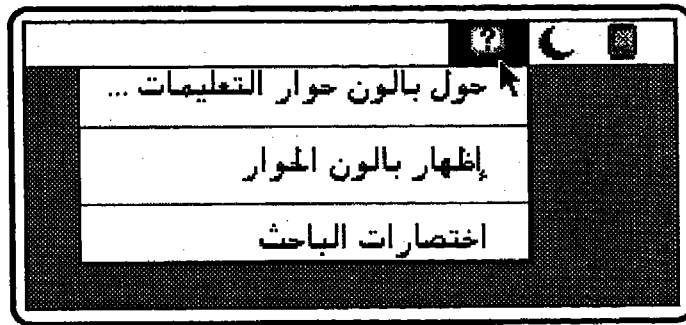 ?
حول بالون حوار التعليمات ...
إظهار بالون الحوار
اختصارات الباحث